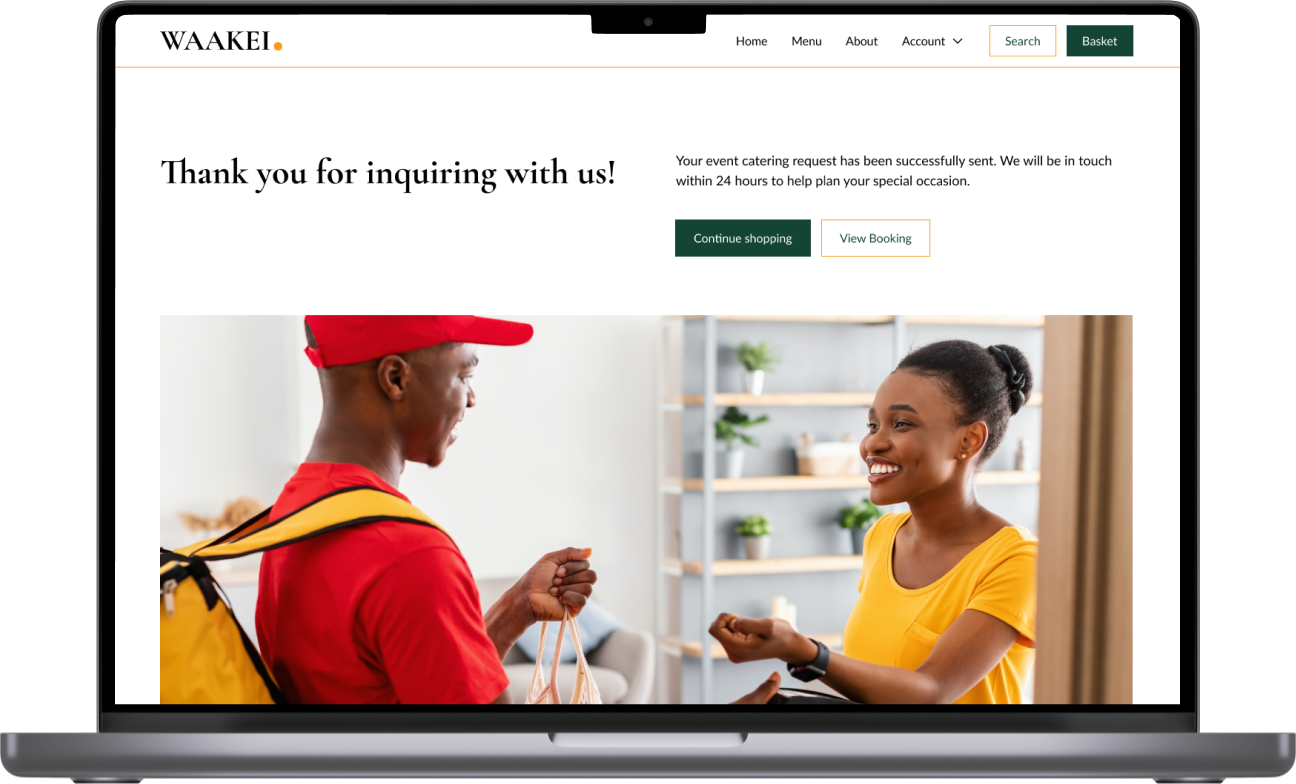 WAAKEI.
Home Menu About Account Search Basket
Thank you for inquiring with us!
Your event catering request has been successfully sent. We will be in touch
within 24 hours to help plan your special occasion.
Continue shopping View Booking